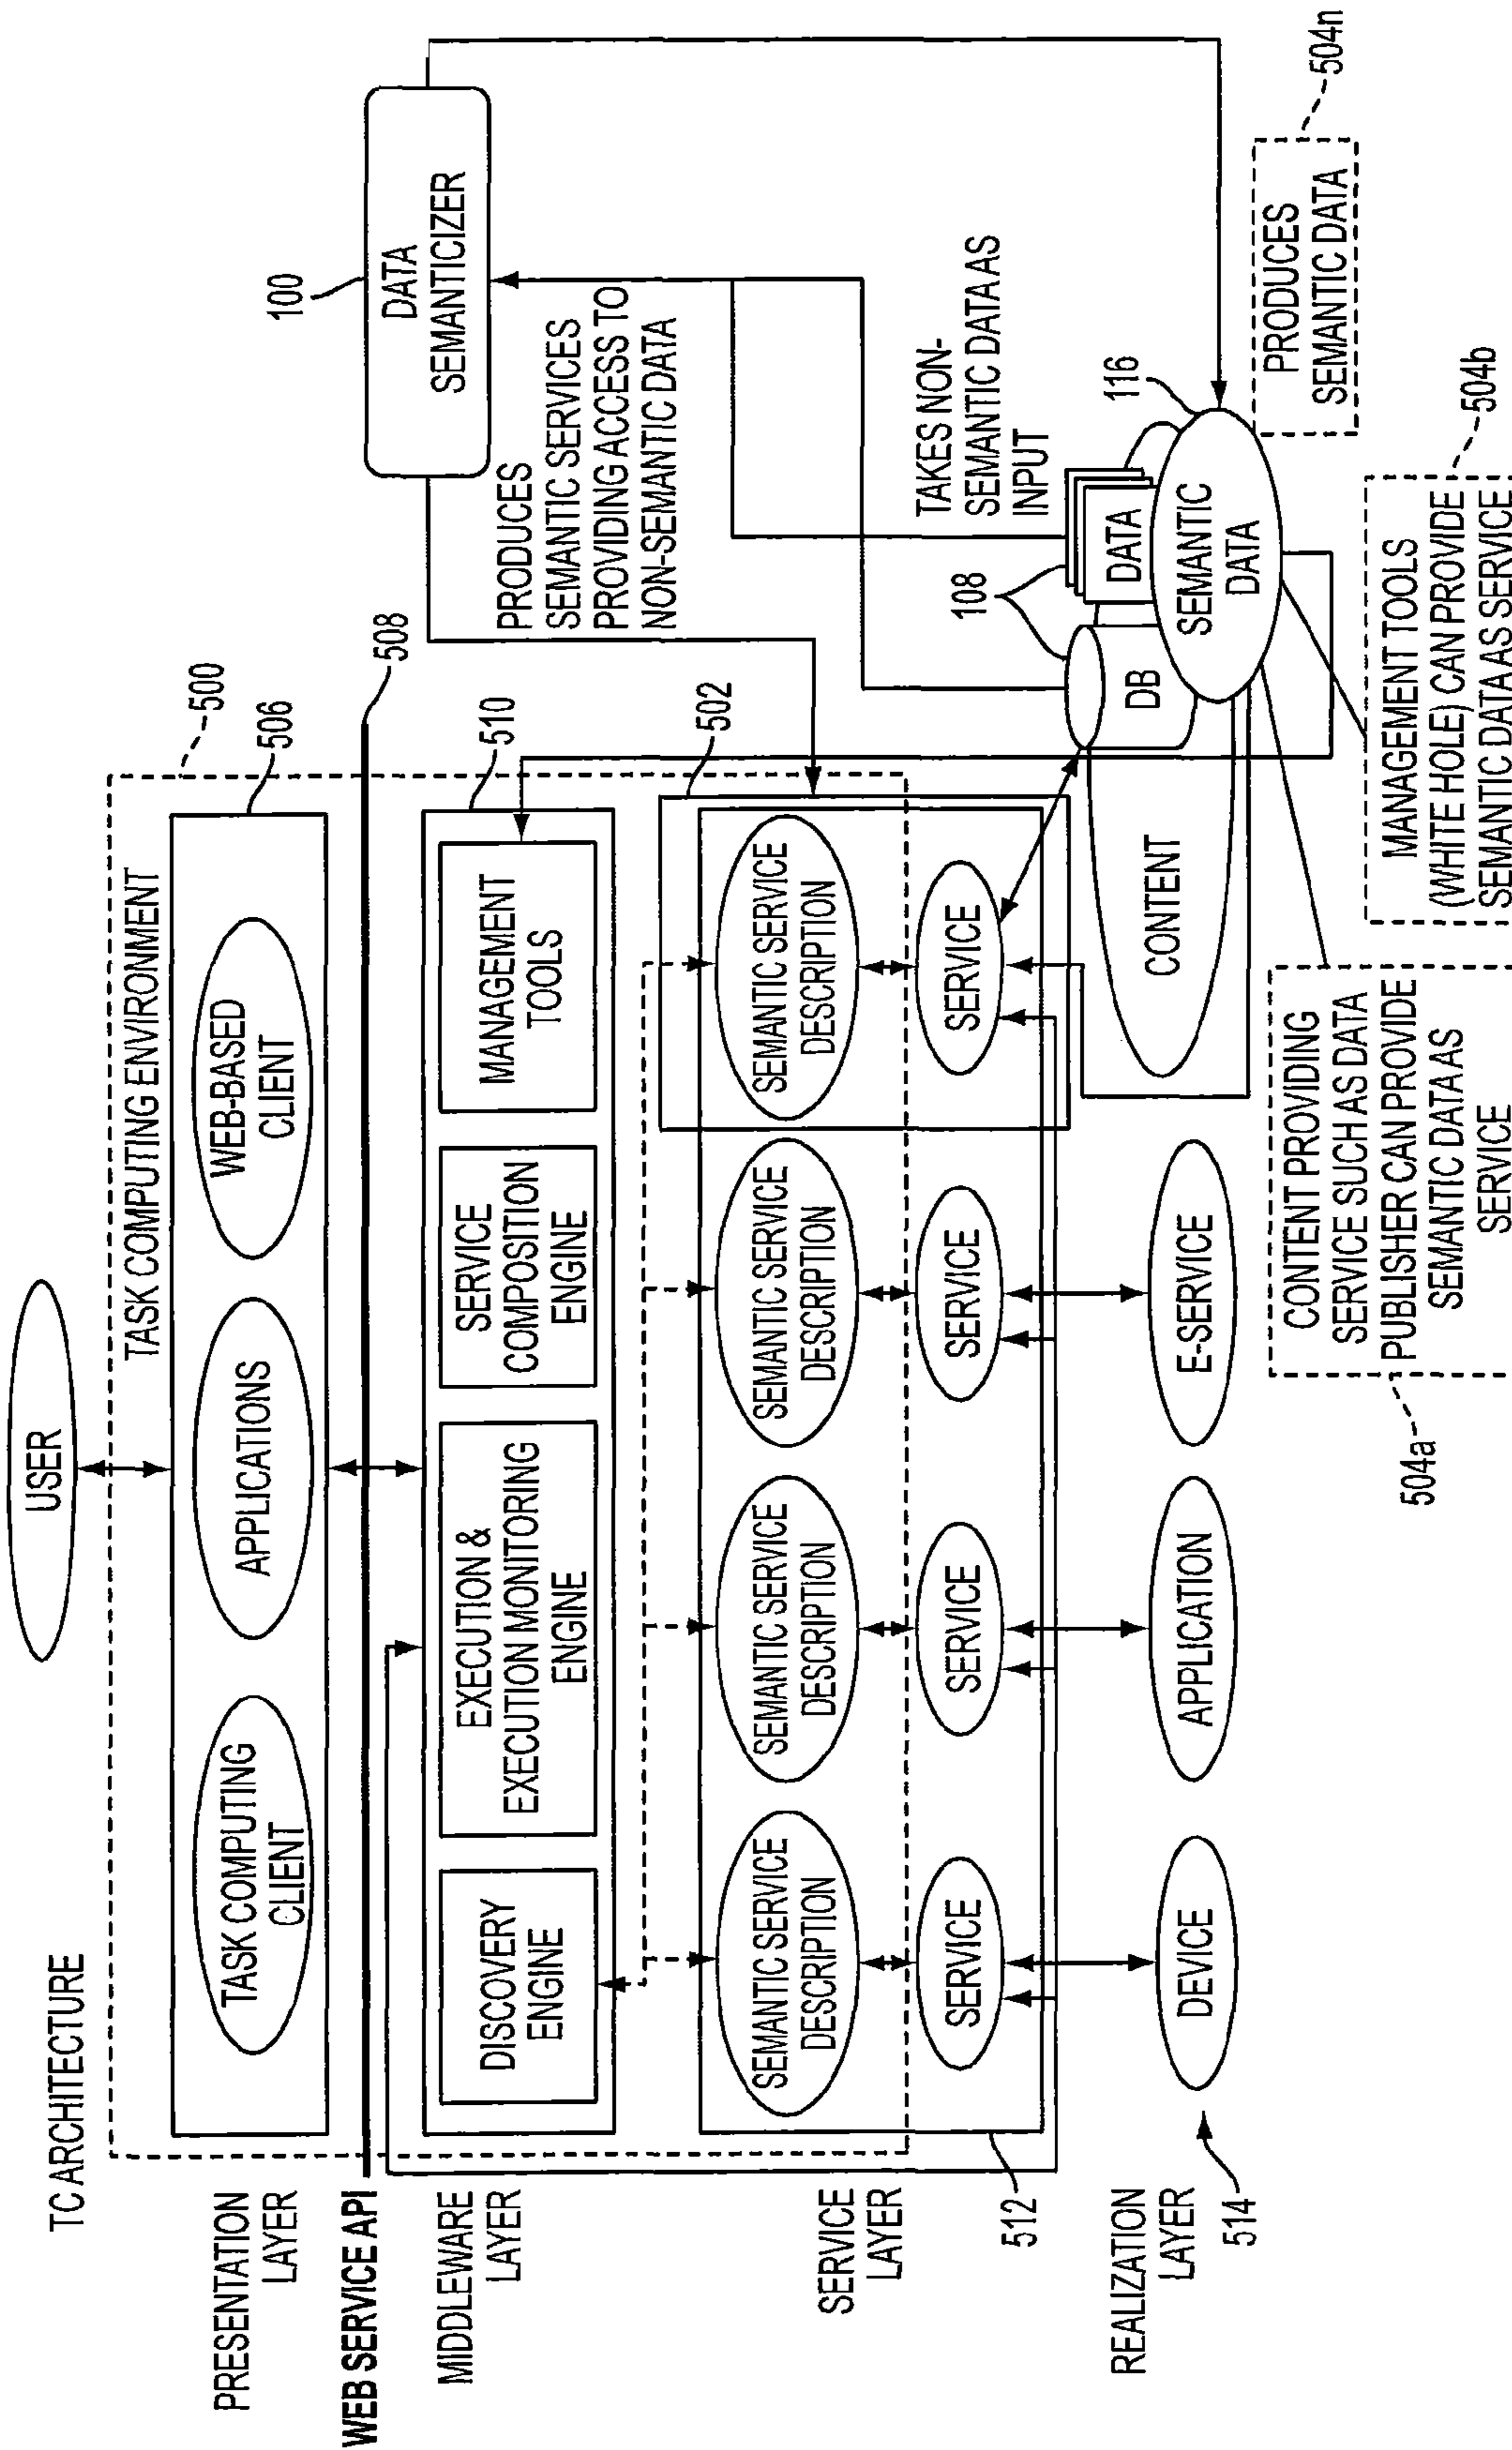 TC ARCHITECTURE
USER
TASK COMPUTING ENVIRONMENT
500
PRESENTATION
LAYER
TASK COMPUTING
CLIENT
APPLICATIONS
WEB-BASED
CLIENT
506
WEB SERVICE API
508
MIDDLEWARE
LAYER
DISCOVERY
ENGINE
EXECUTION &
EXECUTION MONITORING
ENGINE
SERVICE
COMPOSITION
ENGINE
MANAGEMENT
TOOLS
510
100
DATA
SEMANTICIZER
PRODUCES
SEMANTIC SERVICES
PROVIDING ACCESS TO
NON-SEMANTIC DATA
502
SERVICE
LAYER
SEMANTIC SERVICE
DESCRIPTION
SEMANTIC SERVICE
DESCRIPTION
SEMANTIC SERVICE
DESCRIPTION
SEMANTIC SERVICE
DESCRIPTION
SERVICE
SERVICE
SERVICE
SERVICE
512
TAKES NON-
SEMANTIC DATA AS
INPUT
108
116
DB
DATA
SEMANTIC
DATA
REALIZATION
LAYER
514
DEVICE
APPLICATION
E-SERVICE
CONTENT
504a
CONTENT PROVIDING
SERVICE SUCH AS DATA
PUBLISHER CAN PROVIDE
SEMANTIC DATA AS
SERVICE
MANAGEMENT TOOLS
(WHITE HOLE) CAN PROVIDE
SEMANTIC DATA AS SERVICE
504b
PRODUCES
SEMANTIC DATA
504n